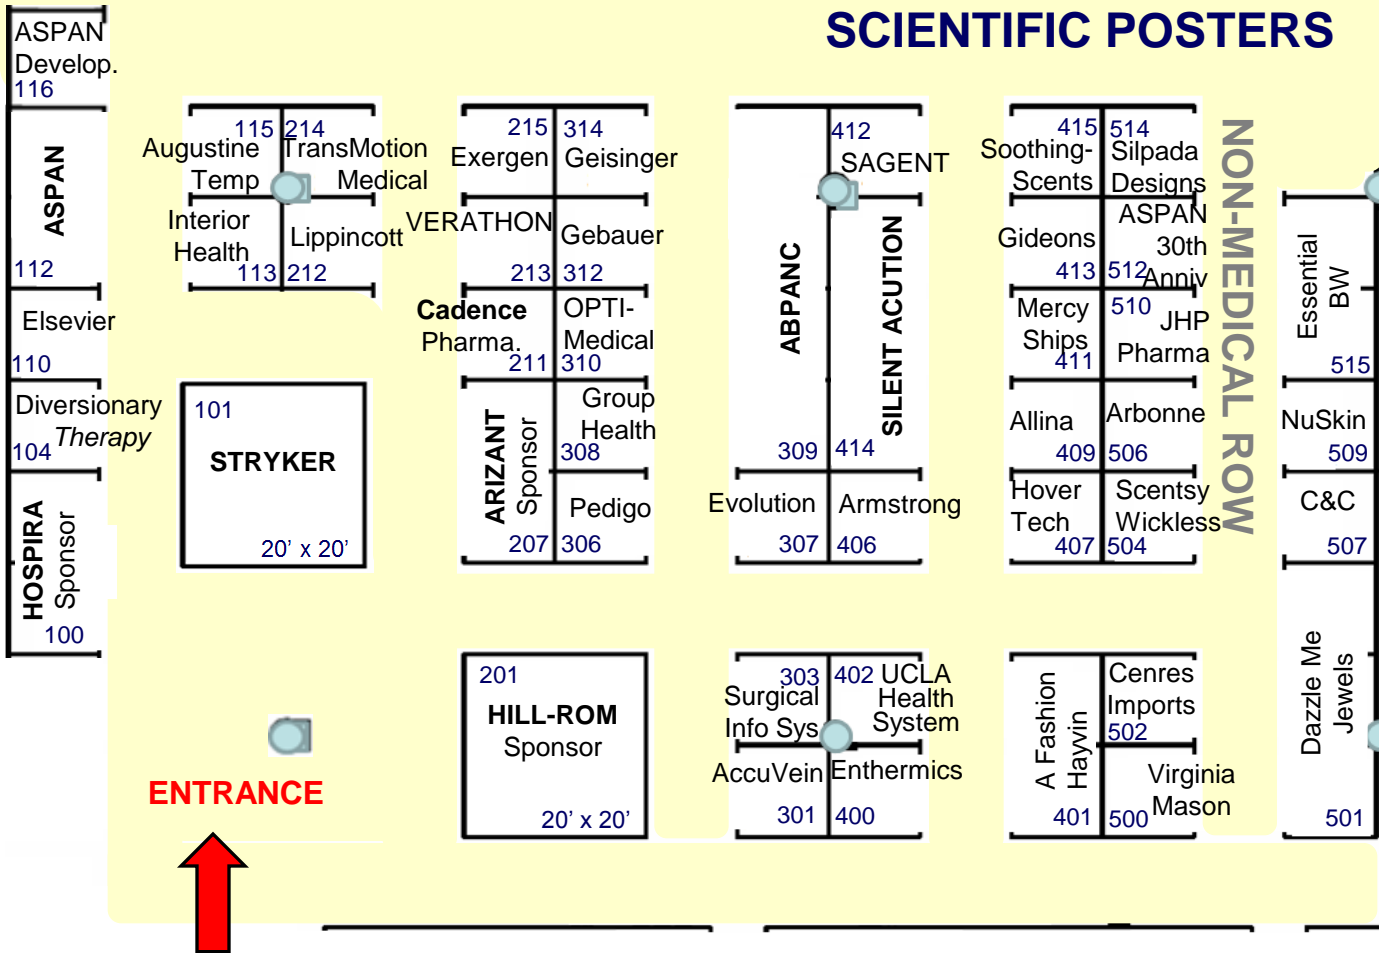 SCIENTIFIC POSTERS
ASPAN
Develop.
116
ASPAN
112
Elsevier
110
Diversionary
Therapy
104
HOSPIRA
Sponsor
100
115
Augustine
Temp
214
TransMotion
Medical
Interior
Health
113
Lippincott
212
101
STRYKER
20' x 20'
ENTRANCE
215
Exergen
314
Geisinger
VERATHON
213
Gebauer
312
Cadence
Pharma.
211
OPTI-
Medical
310
ARIZANT
Sponsor
207
Group
Health
308
Pedigo
306
201
HILL-ROM
Sponsor
20' x 20'
ABPANC
309
412
SAGENT
SILENT ACUTION
414
Evolution
307
Armstrong
406
303
Surgical
Info Sys
402 UCLA
Health
System
AccuVein
301
Enthermics
400
415
Soothing-
Scents
514
Silpada
Designs
Gideons
413
ASPAN
30th
512
Anniv
Mercy
Ships
411
510
JHP
Pharma
Allina
409
Arbonne
506
Hover
Tech
407
Scentsy
Wickless
504
A Fashion
Hayvin
401
Cenres
Imports
502
Virginia
Mason
500
NON-MEDICAL ROW
Essential
BW
515
NuSkin
509
C&C
507
Dazzle Me
Jewels
501